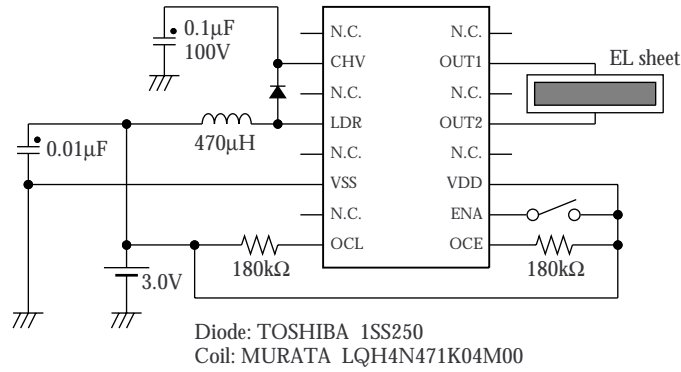 0.1µF
100V
N.C. N.C.
CHV OUT1
EL sheet
N.C. N.C.
LDR OUT2
470µH
0.01µF
N.C. N.C.
VSS VDD
N.C. ENA
OCL OCE
180kΩ 180kΩ
3.0V
Diode: TOSHIBA 1SS250
Coil: MURATA LQH4N471K04M00